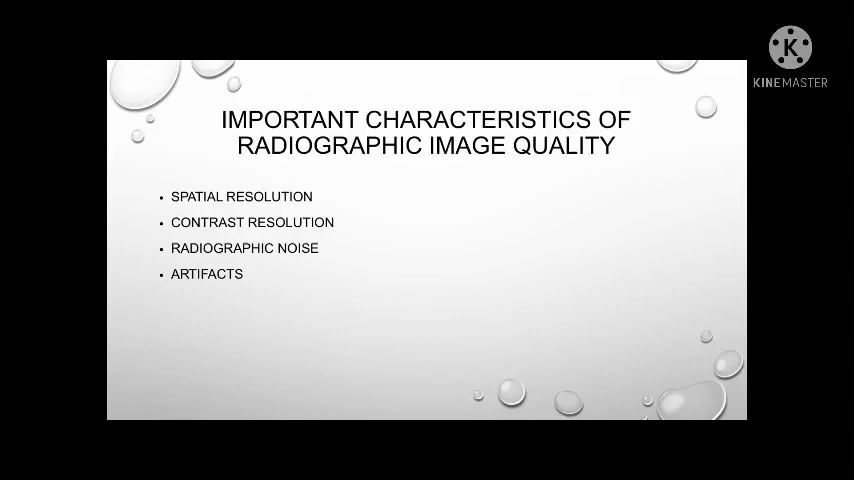 K
KINEMASTER
IMPORTANT CHARACTERISTICS OF
RADIOGRAPHIC IMAGE QUALITY
• SPATIAL RESOLUTION
• CONTRAST RESOLUTION
• RADIOGRAPHIC NOISE
• ARTIFACTS